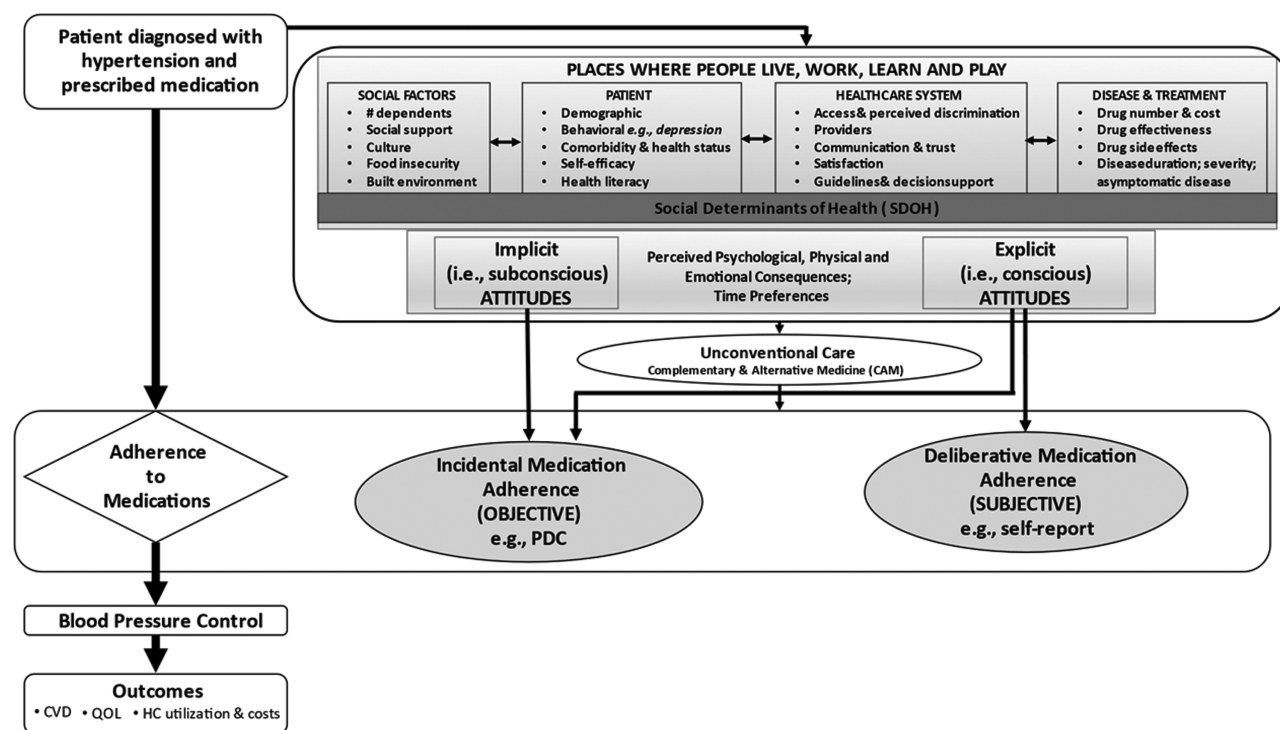 Patient diagnosed with
hypertension and
prescribed medication
PLACES WHERE PEOPLE LIVE, WORK, LEARN AND PLAY
SOCIAL FACTORS
• # dependents
• Social support
• Culture
• Food insecurity
• Built environment
PATIENT
• Demographic
• Behavioral e.g., depression
• Comorbidity & health status
• Self-efficacy
• Health literacy
HEALTHCARE SYSTEM
• Access& perceived discrimination
• Providers
• Communication & trust
• Satisfaction
• Guidelines& decisionsupport
DISEASE & TREATMENT
• Drug number & cost
• Drug effectiveness
• Drug sideeffects
• Diseaseduration; severity;
asymptomatic disease
Social Determinants of Health ( SDOH)
Implicit
(i.e., subconscious)
ATTITUDES
Perceived Psychological, Physical and
Emotional Consequences;
Time Preferences
Explicit
(i.e., conscious)
ATTITUDES
Unconventional Care
Complementary & Alternative Medicine (CAM)
Adherence
to
Medications
Incidental Medication
Adherence
(OBJECTIVE)
e.g., PDC
Deliberative Medication
Adherence
(SUBJECTIVE)
e.g., self-report
Blood Pressure Control
Outcomes
• CVD • QOL • HC utilization & costs